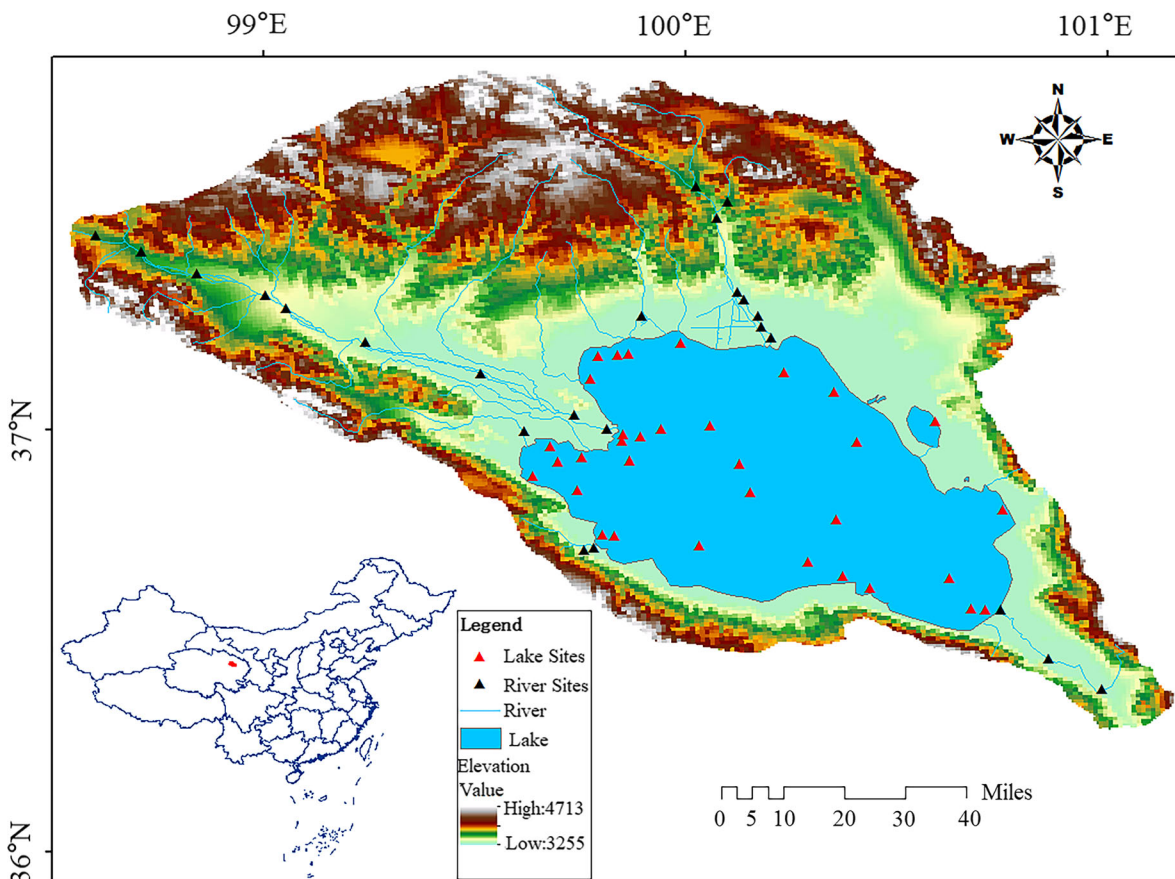 99°E 100°E 101°E
N
W E
S
37°N
36°N
Legend
Lake Sites
River Sites
River
Lake
Elevation
Value
High:4713
Low:3255
Miles
0 5 10 20 30 40